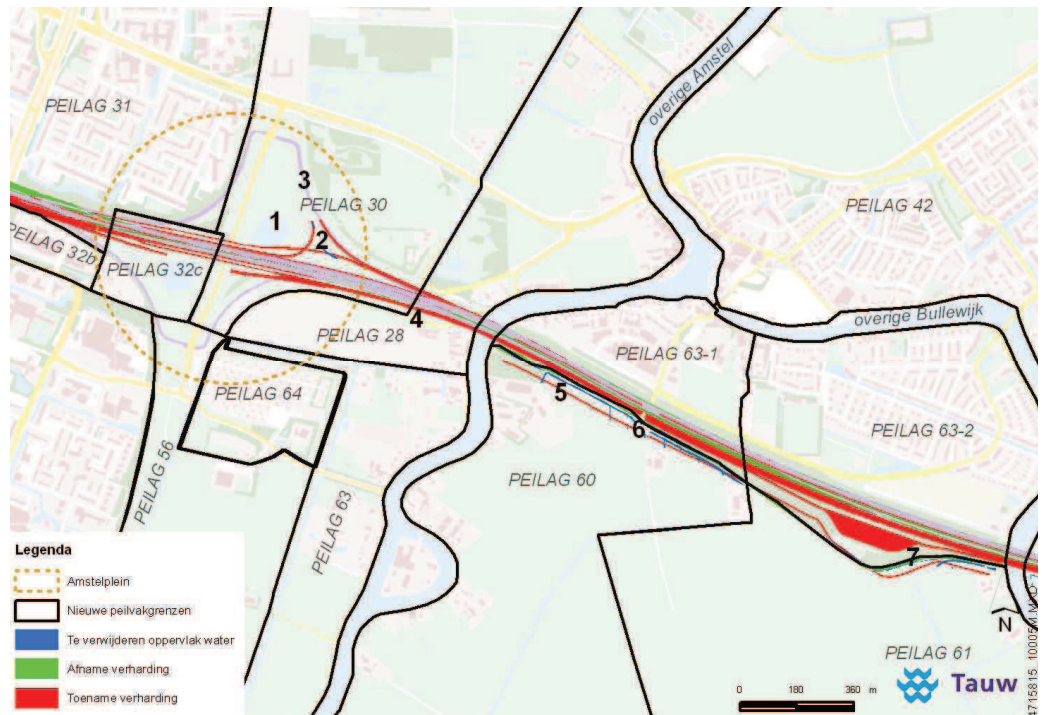 overige Amstel
PEILAG 31
PEILAG 42
3
PEILAG 30
1
2
PEILAG 32b
PEILAG 32c
overige Bullewijk
4
PEILAG 28
PEILAG 63-1
PEILAG 64
5
6
PEILAG 63-2
PEILAG 56
PEILAG 60
PEILAG 63
7
Legenda
Amstelplein
Nieuwe peilvakgrenzen
Te verwijderen oppervlak water
Afname verharding
Toename verharding
N
PEILAG 61
Tauw
0 180 360 m